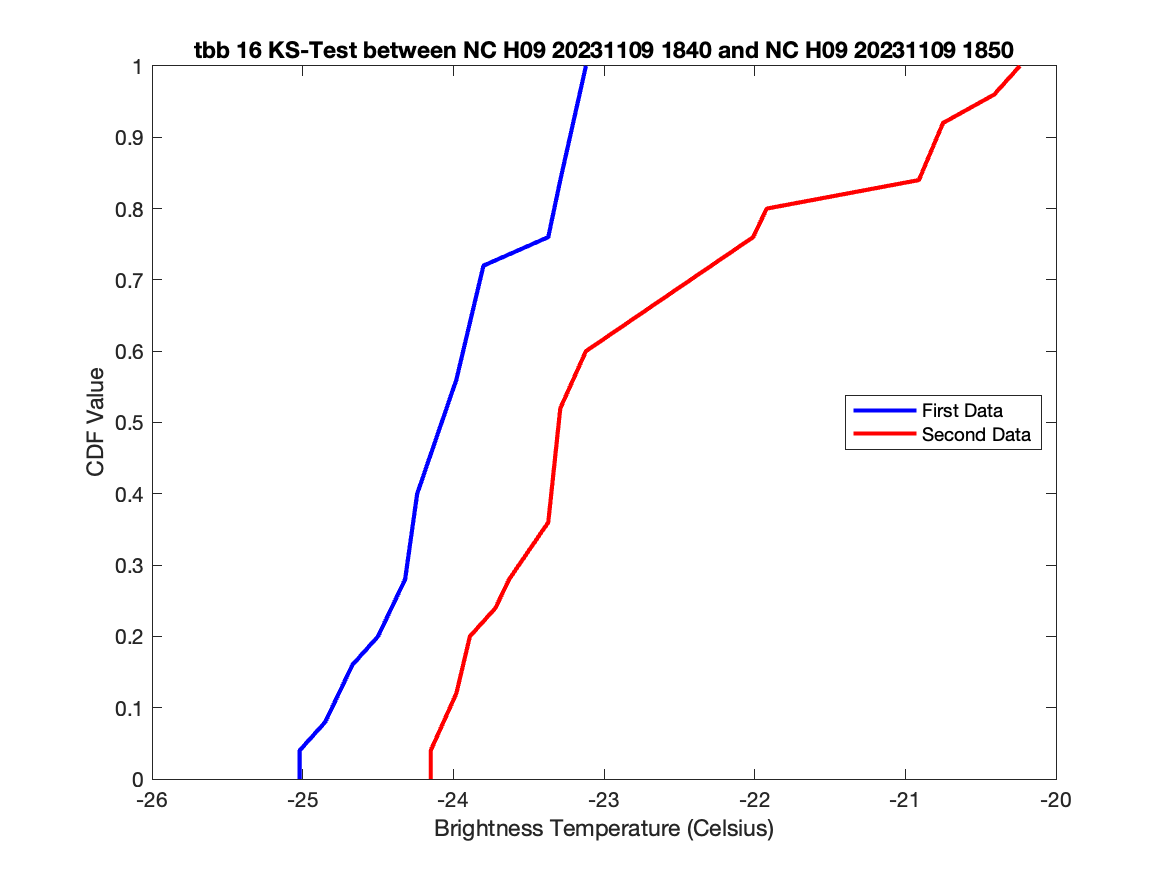 tbb 16 KS-Test between NC H09 20231109 1840 and NC H09 20231109 1850
1
0.9
0.8
0.7
0.6
0.5
0.4
0.3
0.2
0.1
0
CDF Value
First Data
Second Data
-26 -25 -24 -23 -22 -21 -20
Brightness Temperature (Celsius)